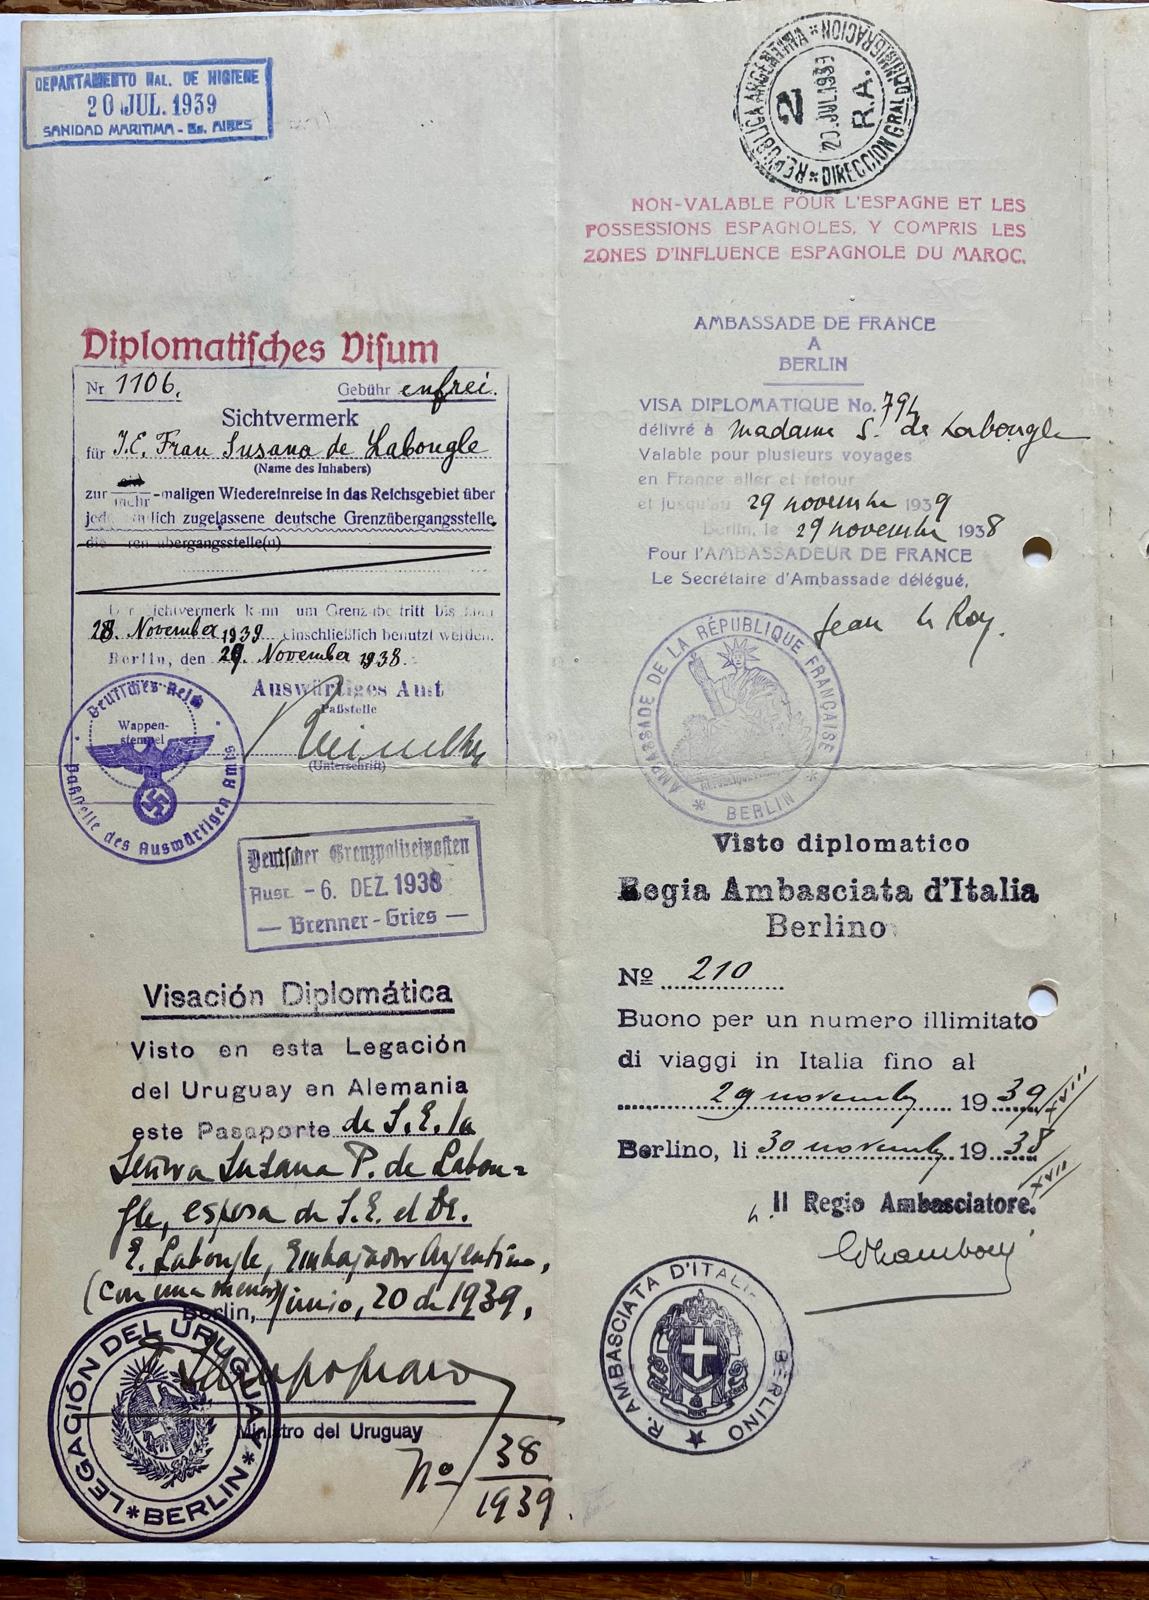 DEPARTAMENTO NAL. DE HIGIENE
20 JUL. 1939
SANIDAD MARITIMA - Bs. AIRES
Diplomatisches Visum
Nr 1106. Gebühr enfrei.
Sichtvermerk
für I.E. Frau Susana de Labougle
(Name des Inhabers)
zur mehr -maligen Wiedereinreise in das Reichsgebiet über
zugelassene deutsche Grenzübergangsstelle
28. November 1939 einschließlich benutzt werden.
Berlin, den 29. November 1938.
Auswärtiges Amt
Paßstelle
(Unterschrift)
Deutsches Reich
Wappen-
stempel
Paßstelle des Auswärtigen Amts
Deutscher Grenzpolizeiposten
Ausr. - 6. DEZ. 1938
— Brenner-Gries —
Visación Diplomática
Visto en esta Legación
del Uruguay en Alemania
este Pasaporte de S.E. la
Señora Susana P. de Labou-
gle, esposa de S.E. el Dr.
E. Labougle, Embajador Argentino,
(con una menor)
Berlin, Junio, 20 de 1939.
Ministro del Uruguay
No 38
1939.
LEGACIÓN DEL URUGUAY * BERLIN *
REPUBLICA ARGENTINA * DIRECCION GRAL. INMIGRACION *
2
20 JUL. 1939
R.A.
NON-VALABLE POUR L'ESPAGNE ET LES
POSSESSIONS ESPAGNOLES, Y COMPRIS LES
ZONES D'INFLUENCE ESPAGNOLE DU MAROC.
AMBASSADE DE FRANCE
A
BERLIN
VISA DIPLOMATIQUE No. 794
délivré à madame S. de Labougle
Valable pour plusieurs voyages
en France aller et retour
et jusqu'au 29 novembre 1939
Berlin, le 29 novembre 1938
Pour l'AMBASSADEUR DE FRANCE
Le Secrétaire d'Ambassade délégué,
Jean le Roy.
AMBASSADE DE LA RÉPUBLIQUE FRANÇAISE
* BERLIN *
Visto diplomatico
Regia Ambasciata d'Italia
Berlino
Nº 210
Buono per un numero illimitato
di viaggi in Italia fino al
29 novembre 1939 XVIII
Berlino, li 30 novembre 1938 XVII
Il Regio Ambasciatore.
R. AMBASCIATA D'ITALIA BERLINO